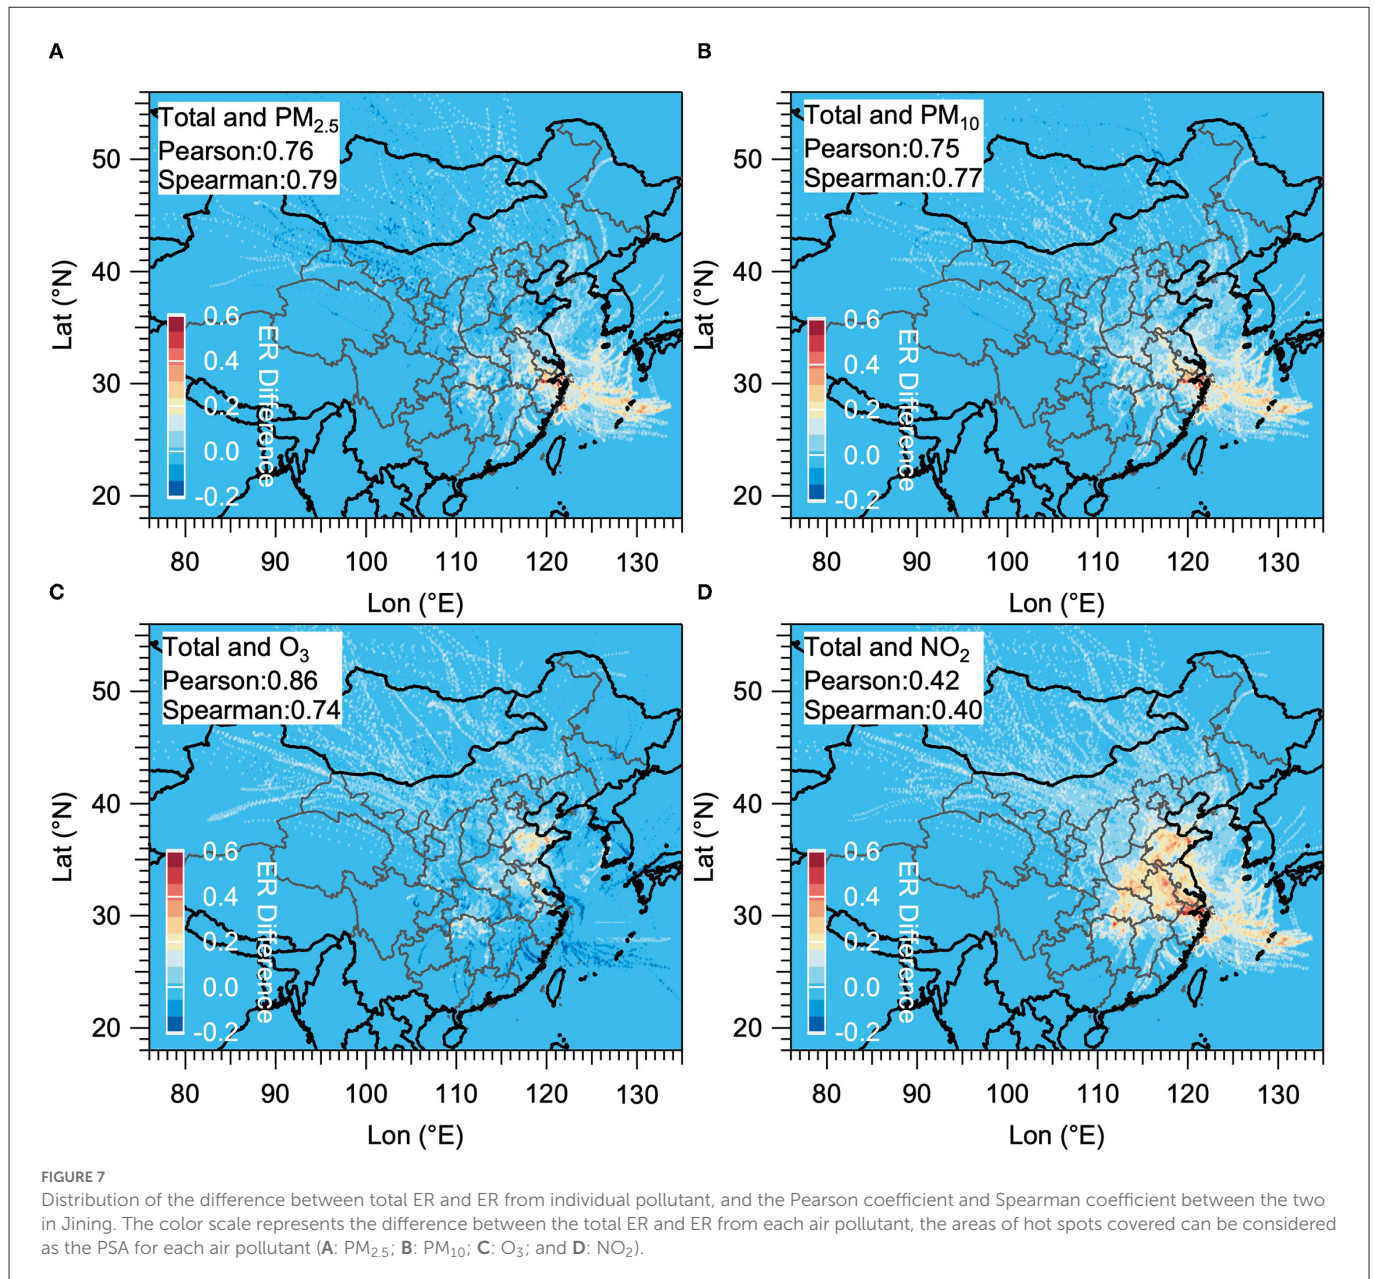 A
B
Total and PM2.5
Pearson:0.76
Spearman:0.79
Total and PM10
Pearson:0.75
Spearman:0.77
50
40
30
20
Lat (°N)
0.6
0.4
0.2
0.0
-0.2
ER Difference
80 90 100 110 120 130
Lon (°E)
50
40
30
20
Lat (°N)
0.6
0.4
0.2
0.0
-0.2
ER Difference
80 90 100 110 120 130
Lon (°E)
C
D
Total and O3
Pearson:0.86
Spearman:0.74
Total and NO2
Pearson:0.42
Spearman:0.40
50
40
30
20
Lat (°N)
0.6
0.4
0.2
0.0
-0.2
ER Difference
80 90 100 110 120 130
Lon (°E)
50
40
30
20
Lat (°N)
0.6
0.4
0.2
0.0
-0.2
ER Difference
80 90 100 110 120 130
Lon (°E)
FIGURE 7
Distribution of the difference between total ER and ER from individual pollutant, and the Pearson coefficient and Spearman coefficient between the two
in Jining. The color scale represents the difference between the total ER and ER from each air pollutant, the areas of hot spots covered can be considered
as the PSA for each air pollutant (A: PM2.5; B: PM10; C: O3; and D: NO2).